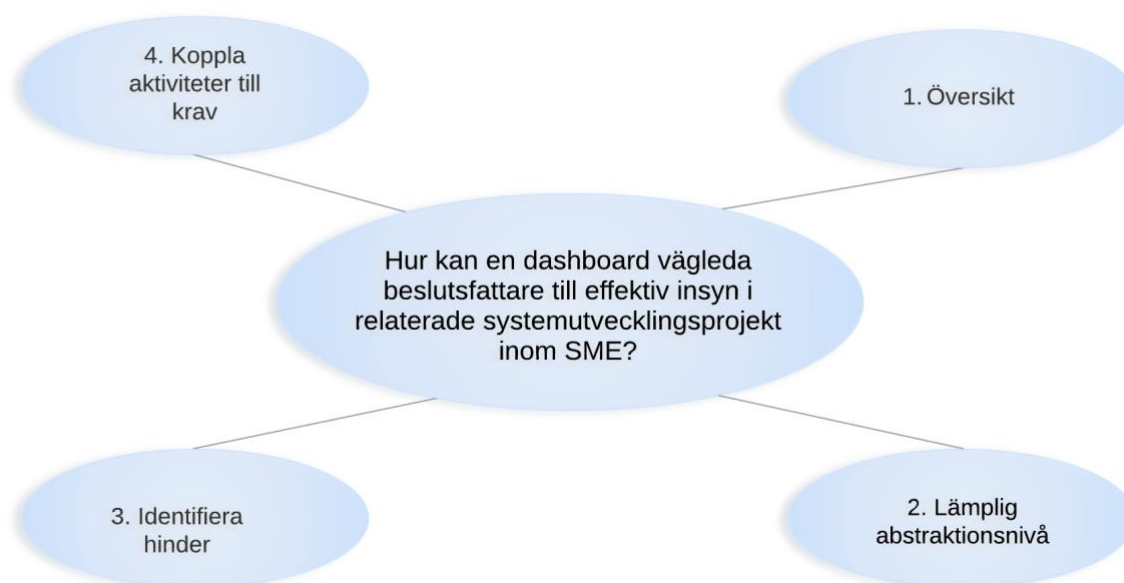 4. Koppla
aktiviteter till
krav
1. Översikt
Hur kan en dashboard vägleda
beslutsfattare till effektiv insyn i
relaterade systemutvecklingsprojekt
inom SME?
3. Identifiera
hinder
2. Lämplig
abstraktionsnivå